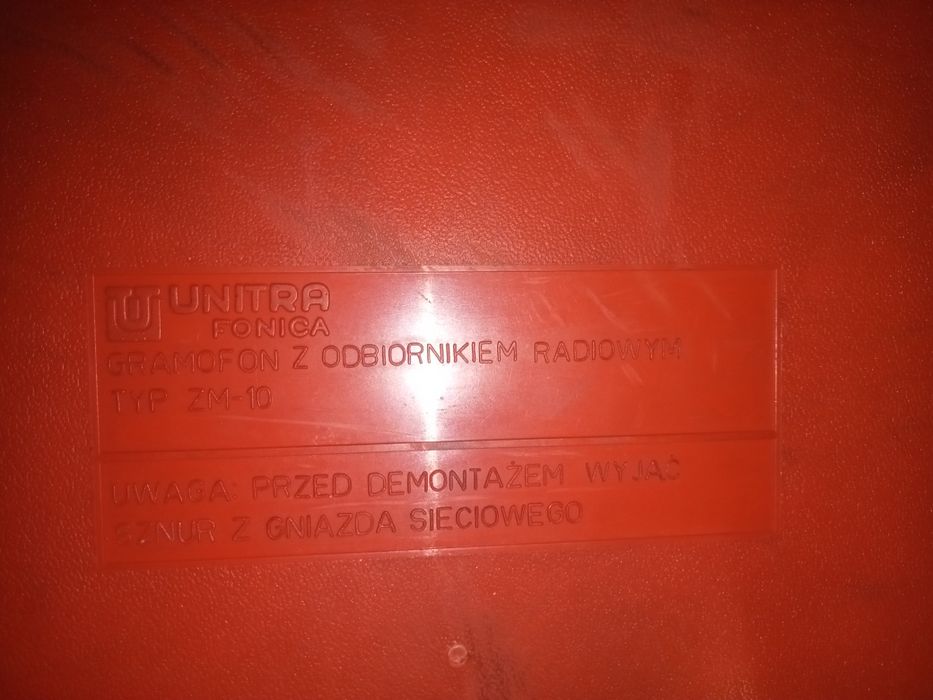 UNITRA
FONICA
GRAMOFON Z ODBIORNIKIEM RADIOWYM
TYP ZM-10
UWAGA: PRZED DEMONTAŻEM WYJĄĆ
SZNUR Z GNIAZDA SIECIOWEGO